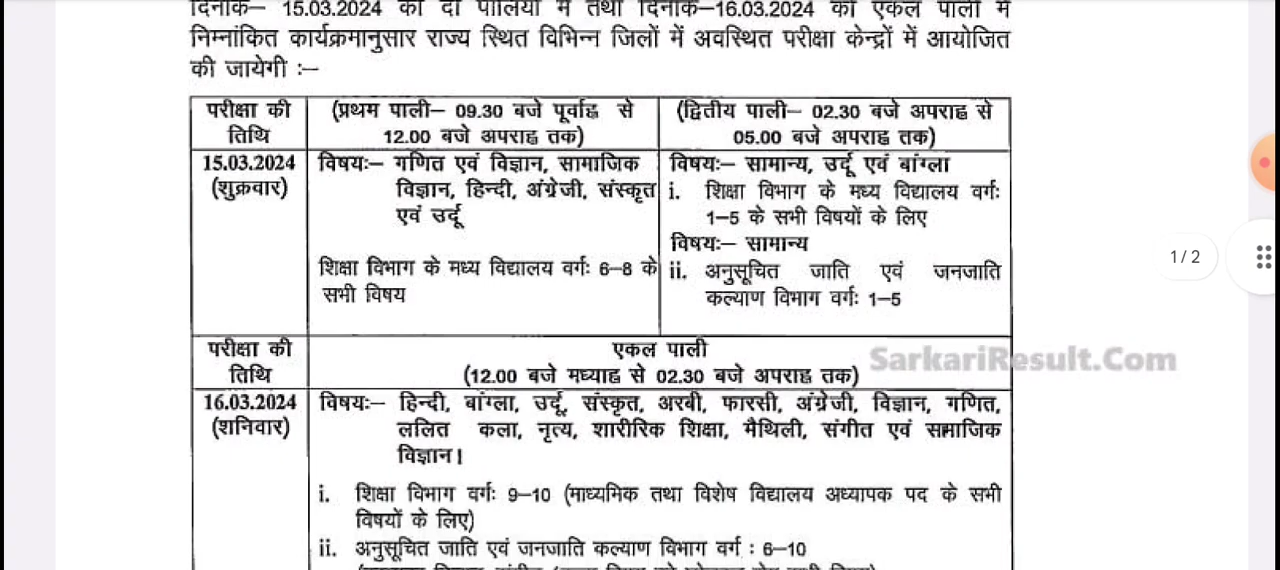 दिनांक– 15.03.2024 को दो पालियों में तथा दिनांक–16.03.2024 को एकल पाली में
निम्नांकित कार्यक्रमानुसार राज्य स्थित विभिन्न जिलों में अवस्थित परीक्षा केन्द्रों में आयोजित
की जायेगी :–
परीक्षा की तिथि
(प्रथम पाली– 09.30 बजे पूर्वाह्न से
12.00 बजे अपराह्न तक)
(द्वितीय पाली– 02.30 बजे अपराह्न से
05.00 बजे अपराह्न तक)
15.03.2024
(शुक्रवार)
विषयः– गणित एवं विज्ञान, सामाजिक
विज्ञान, हिन्दी, अंग्रेजी, संस्कृत
एवं उर्दू
शिक्षा विभाग के मध्य विद्यालय वर्गः 6–8 के
सभी विषय
विषयः– सामान्य, उर्दू एवं बांग्ला
i. शिक्षा विभाग के मध्य विद्यालय वर्गः
1–5 के सभी विषयों के लिए
विषयः– सामान्य
ii. अनुसूचित जाति एवं जनजाति
कल्याण विभाग वर्गः 1–5
1/2
परीक्षा की
तिथि
एकल पाली
(12.00 बजे मध्याह्न से 02.30 बजे अपराह्न तक)
SarkariResult.Com
16.03.2024
(शनिवार)
विषयः– हिन्दी, बांग्ला, उर्दू, संस्कृत, अरबी, फारसी, अंग्रेजी, विज्ञान, गणित,
ललित कला, नृत्य, शारीरिक शिक्षा, मैथिली, संगीत एवं समाजिक
विज्ञान।
i. शिक्षा विभाग वर्गः 9–10 (माध्यमिक तथा विशेष विद्यालय अध्यापक पद के सभी
विषयों के लिए)
ii. अनुसूचित जाति एवं जनजाति कल्याण विभाग वर्ग : 6–10